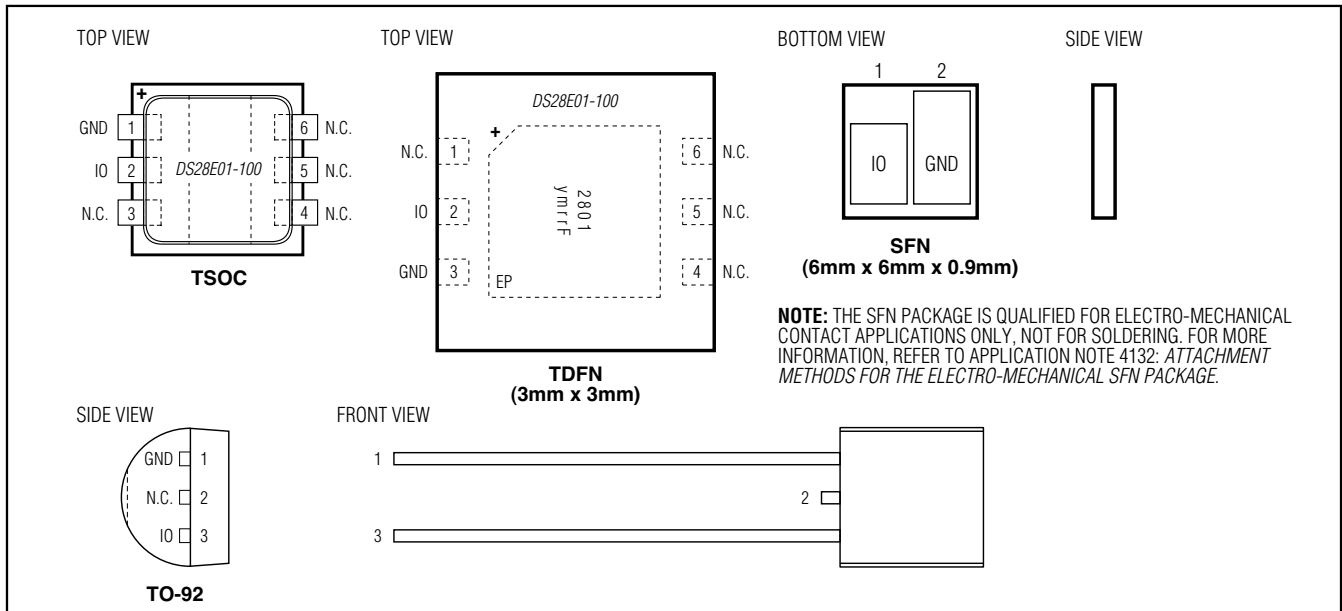 TOP VIEW
+
GND 1
IO 2
N.C. 3
DS28E01-100
6 N.C.
5 N.C.
4 N.C.
TSOC
TOP VIEW
DS28E01-100
+
N.C. 1
IO 2
GND 3
2801
ymrrF
EP
6 N.C.
5 N.C.
4 N.C.
TDFN
(3mm x 3mm)
BOTTOM VIEW
1 2
IO GND
SFN
(6mm x 6mm x 0.9mm)
SIDE VIEW
NOTE: THE SFN PACKAGE IS QUALIFIED FOR ELECTRO-MECHANICAL
CONTACT APPLICATIONS ONLY, NOT FOR SOLDERING. FOR MORE
INFORMATION, REFER TO APPLICATION NOTE 4132: ATTACHMENT
METHODS FOR THE ELECTRO-MECHANICAL SFN PACKAGE.
SIDE VIEW
GND 1
N.C. 2
IO 3
TO-92
FRONT VIEW
1
2
3